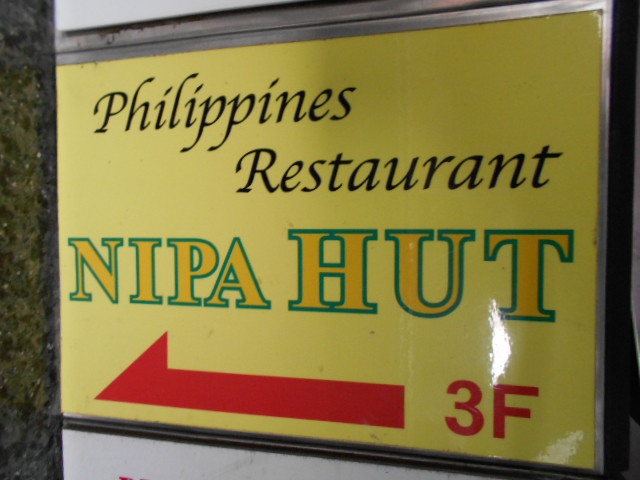 Philippines
Restaurant
NIPA HUT
3F